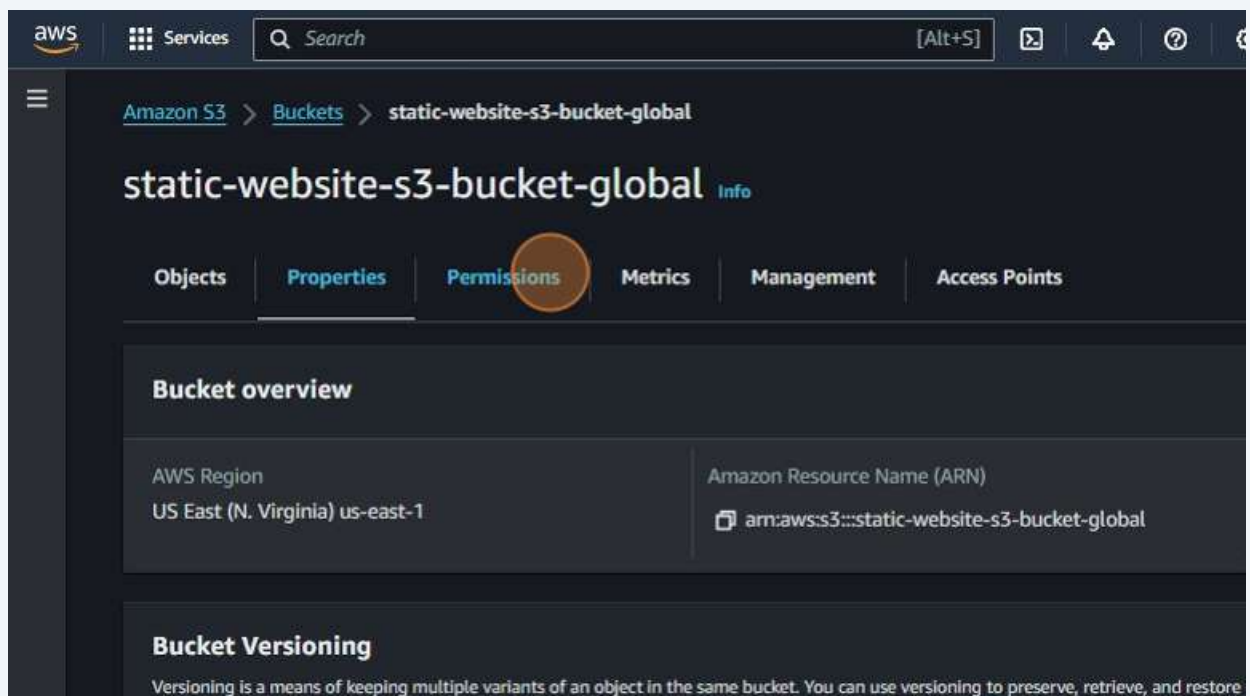 aws Services Search [Alt+S]
Amazon S3 > Buckets > static-website-s3-bucket-global
static-website-s3-bucket-global Info
Objects Properties Permissions Metrics Management Access Points
Bucket overview
AWS Region Amazon Resource Name (ARN)
US East (N. Virginia) us-east-1 arn:aws:s3:::static-website-s3-bucket-global
Bucket Versioning
Versioning is a means of keeping multiple variants of an object in the same bucket. You can use versioning to preserve, retrieve, and restore